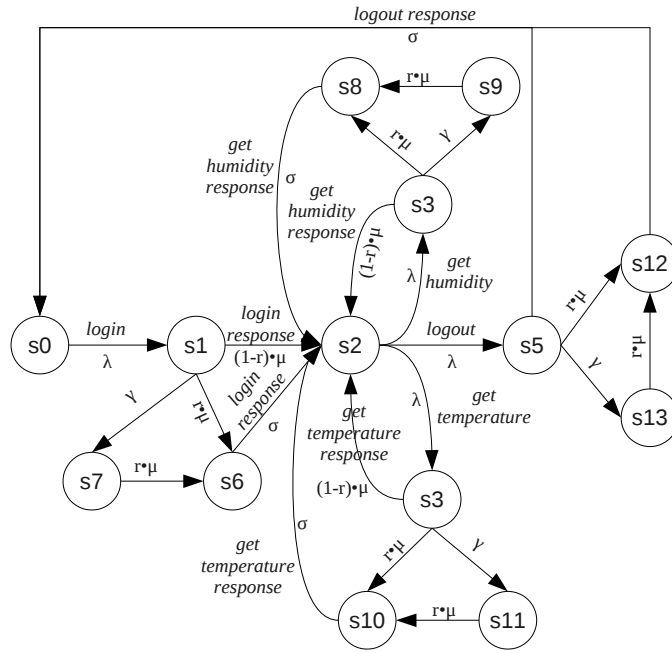 logout response
σ
s8
r•μ
s9
get
humidity
response
σ
r•μ
γ
get
humidity
response
s3
(1-r)•μ
λ
get
humidity
s12
s0
login
λ
s1
login
response
(1-r)•μ
s2
logout
λ
s5
r•μ
γ
r•μ
s13
γ
r•μ
login
response
σ
s7
r•μ
s6
λ
get
temperature
get
temperature
response
(1-r)•μ
s3
σ
get
temperature
response
r•μ
γ
s10
r•μ
s11